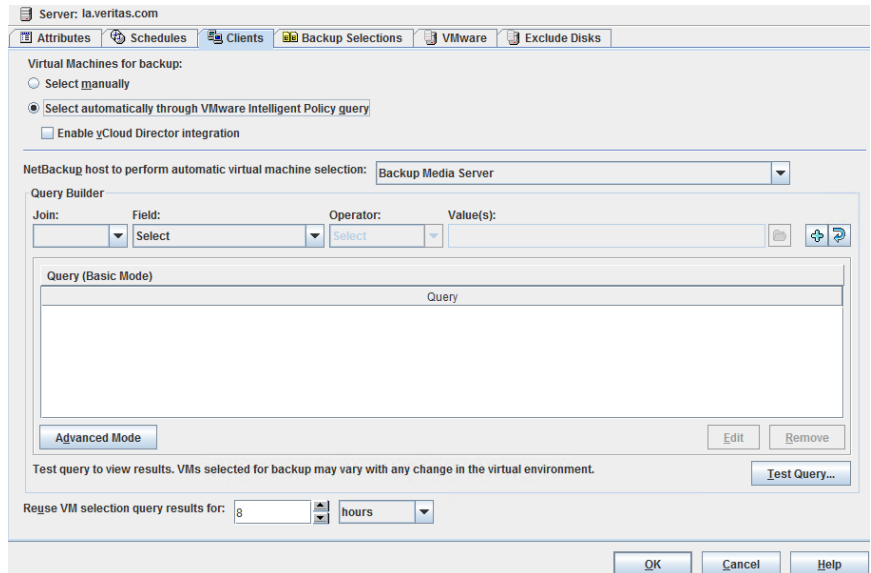 Server: la.veritas.com
Attributes Schedules Clients Backup Selections VMware Exclude Disks
Virtual Machines for backup:
Select manually
Select automatically through VMware Intelligent Policy query
Enable vCloud Director integration
NetBackup host to perform automatic virtual machine selection: Backup Media Server
Query Builder
Join: Field: Operator: Value(s):
Select Select
Query (Basic Mode)
Query
Advanced Mode Edit Remove
Test query to view results. VMs selected for backup may vary with any change in the virtual environment.
Test Query...
Reuse VM selection query results for: 8 hours
OK Cancel Help